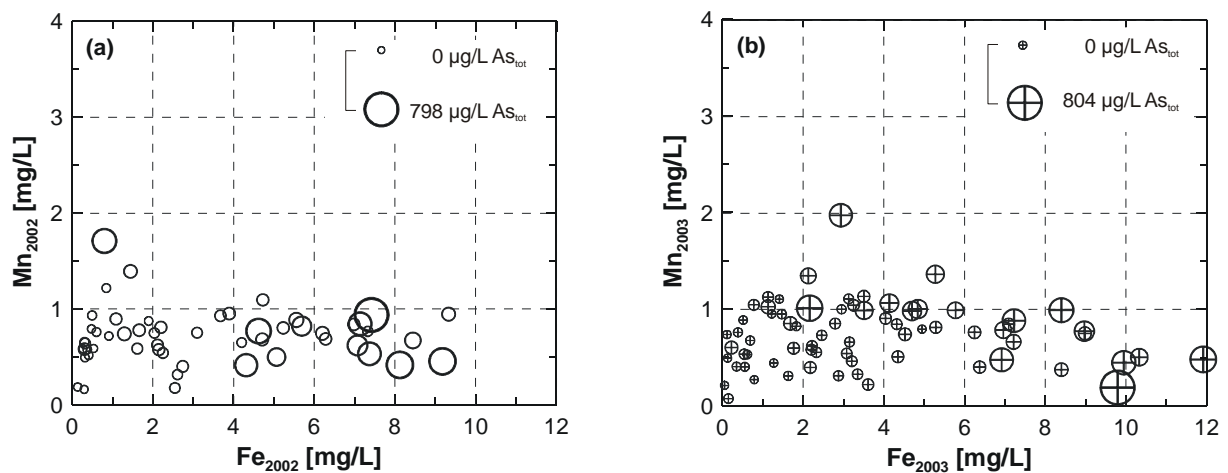 (a)
0 µg/L As_tot
798 µg/L As_tot
4
3
2
1
0
Mn_2002 [mg/L]
0 2 4 6 8 10 12
Fe_2002 [mg/L]
(b)
0 µg/L As_tot
804 µg/L As_tot
4
3
2
1
0
Mn_2003 [mg/L]
0 2 4 6 8 10 12
Fe_2003 [mg/L]